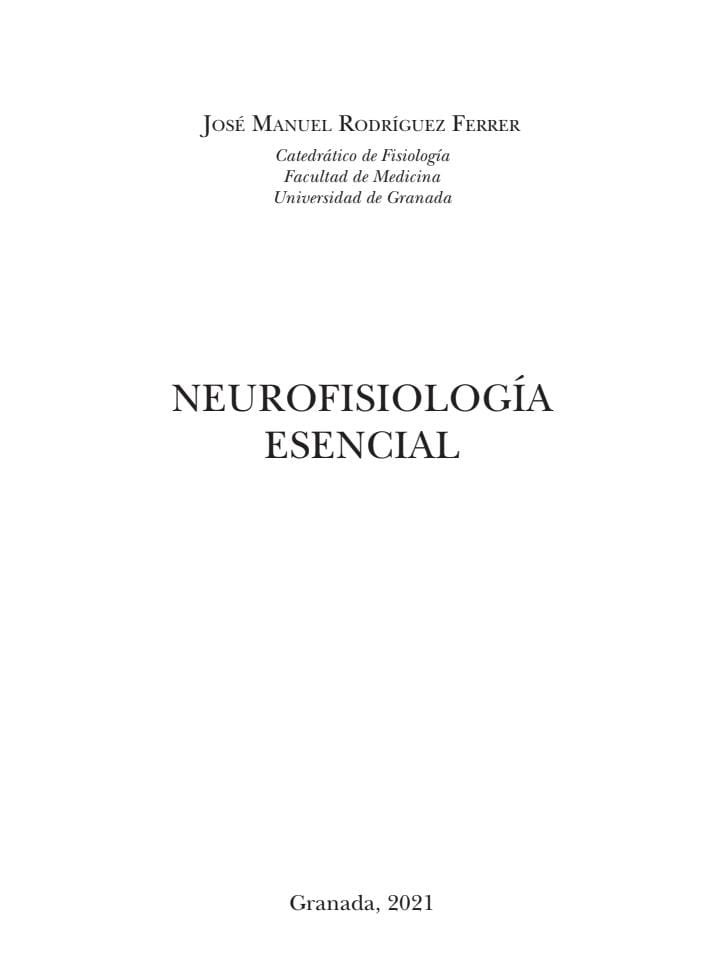 José Manuel Rodríguez Ferrer
Catedrático de Fisiología
Facultad de Medicina
Universidad de Granada
NEUROFISIOLOGÍA
ESENCIAL
Granada, 2021